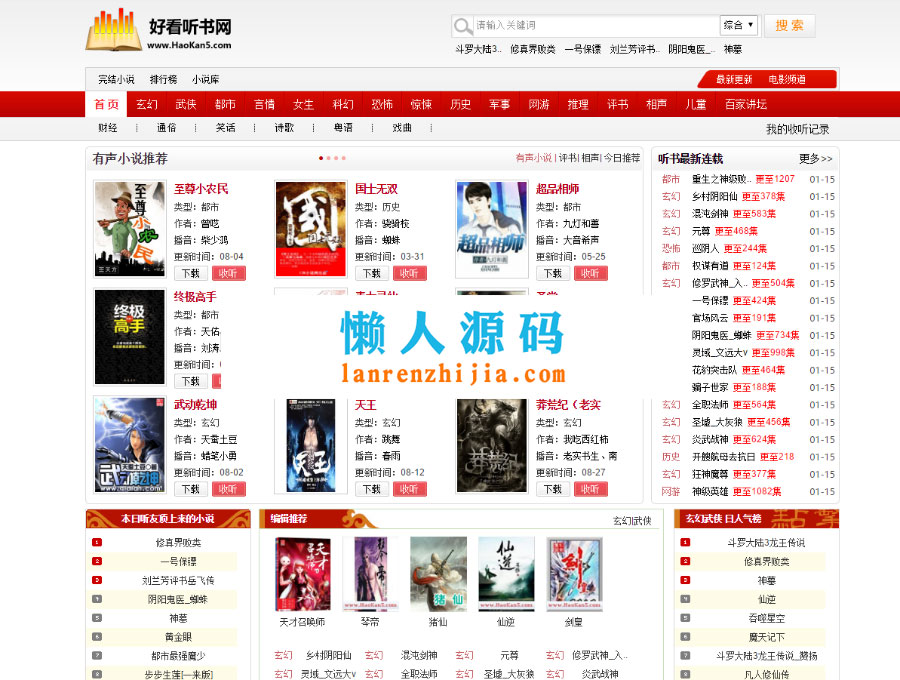 好看听书网
www.HaoKan5.com
请输入关键词
综合
搜 索
斗罗大陆3.. 修真界败类 一号保镖 刘兰芳评书.. 阴阳鬼医_.. 神墓
完结小说 排行榜 小说库
最新更新 电影频道
首 页 玄幻 武侠 都市 言情 女生 科幻 恐怖 惊悚 历史 军事 网游 推理 评书 相声 儿童 百家讲坛
财经 通俗 笑话 诗歌 粤语 戏曲
我的收听记录
有声小说推荐
有声小说| 评书| 相声| 今日推荐
至尊小农民
类型：都市
作者：曾呓
播音：柴少鸿
更新时间：08-04
下载 收听
国士无双
类型：历史
作者：骁骑校
播音：蜘蛛
更新时间：03-31
下载 收听
超品相师
类型：都市
作者：九灯和善
播音：大音希声
更新时间：05-25
下载 收听
终极高手
类型：都市
播音：刘涛
更新时间：
下载
懒人源码
lanrenzhijia.com
武动乾坤
类型：玄幻
作者：天蚕土豆
播音：蜡笔小勇
更新时间：08-02
下载 收听
天王
类型：玄幻
作者：跳舞
播音：春雨
更新时间：08-12
下载 收听
莽荒纪（老实
类型：玄幻
作者：我吃西红柿
播音：老实书生、南
更新时间：08-27
下载 收听
听书最新连载
更多>>
都市 重生之神级败.. 更至1207 01-15
玄幻 乡村阴阳仙 更至378集 01-15
玄幻 混沌剑神 更至583集 01-15
玄幻 元尊 更至468集 01-15
恐怖 巡阴人 更至244集 01-15
都市 权谋有道 更至124集 01-15
玄幻 修罗武神_入.. 更至504集 01-15
一号保镖 更至424集 01-15
官场风云 更至191集 01-15
阴阳鬼医_蜘蛛 更至734集 01-15
灵域_文远大v 更至998集 01-15
花豹突击队 更至464集 01-15
嫡子世家 更至188集 01-15
玄幻 全职法师 更至564集 01-15
玄幻 圣墟_大灰狼 更至456集 01-15
玄幻 炎武战神 更至624集 01-15
历史 开艘航母去抗日 更至218 01-15
玄幻 狂神魔尊 更至377集 01-15
网游 神级英雄 更至1082集 01-15
本日听友顶上来的小说
1 修真界败类
2 一号保镖
3 刘兰芳评书岳飞传
4 阴阳鬼医_蜘蛛
5 神墓
6 黄金眼
7 都市最强魔少
8 步步生莲[一来版]
编辑推荐
玄幻|武侠
天才召唤师 琴帝 猪仙 仙逆 剑皇
玄幻 乡村阴阳仙 玄幻 混沌剑神 玄幻 元尊 玄幻 修罗武神_入..
玄幻 灵域_文远大v 玄幻 全职法师 玄幻 圣墟_大灰狼 玄幻 炎武战神
玄幻武侠 日人气榜
1 斗罗大陆3龙王传说
2 修真界败类
3 神墓
4 仙逆
5 吞噬星空
6 魔天记下
7 斗罗大陆3龙王传说_赞扬
8 凡人修仙传